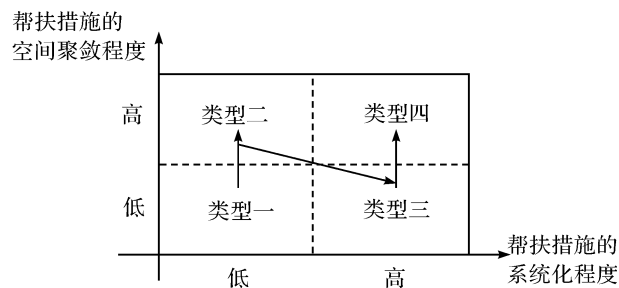 帮扶措施的
空间聚敛程度
高
类型二
类型四
低
类型一
类型三
帮扶措施的
系统化程度
低
高